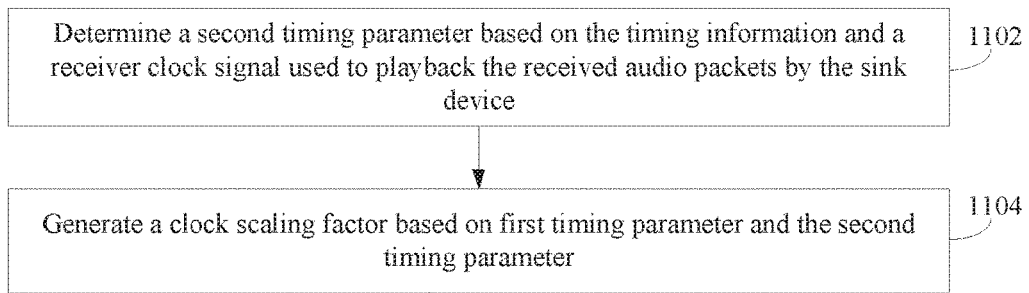 Determine a second timing parameter based on the timing information and a
receiver clock signal used to playback the received audio packets by the sink
device
1102
Generate a clock scaling factor based on first timing parameter and the second
timing parameter
1104